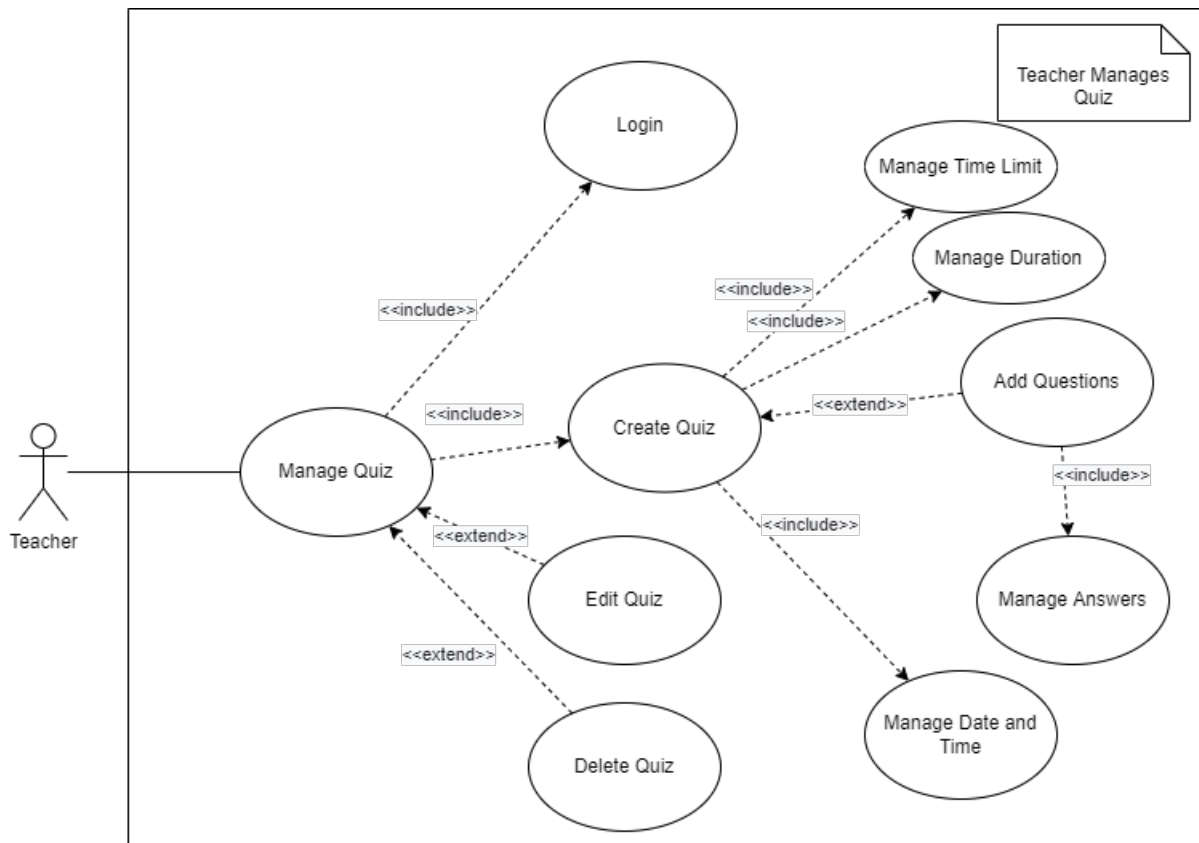 Teacher Manages
Quiz
Login
Manage Time Limit
Manage Duration
<<include>>
<<include>>
<<include>>
Add Questions
<<extend>>
<<include>>
Create Quiz
Teacher
Manage Quiz
<<include>>
<<include>>
<<extend>>
Edit Quiz
Manage Answers
<<extend>>
Manage Date and
Time
Delete Quiz